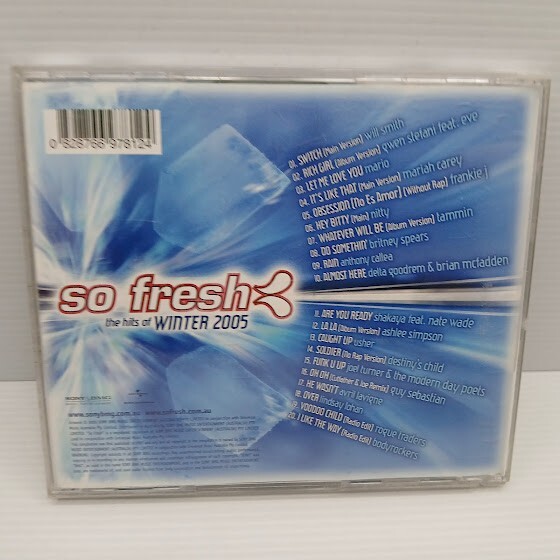 0 828766 978124
01. SWITCH (Main Version) will smith
02. RICH GIRL (Album Version) gwen stefani feat. eve
03. LET ME LOVE YOU mario
04. IT'S LIKE THAT (Main Version) mariah carey
05. OBSESSION [No Es Amor] (Without Rap) frankie j
06. HEY BITTY (Main) nitty
07. WHATEVER WILL BE (Album Version) tammin
08. DO SOMETHIN' britney spears
09. RAIN anthony callea
10. ALMOST HERE delta goodrem & brian mcfadden
so fresh
the hits of WINTER 2005
11. ARE YOU READY shakaya feat. nate wade
12. LA LA (Album Version) ashlee simpson
13. CAUGHT UP usher
14. SOLDIER (No Rap Version) destiny's child
15. FUNK U UP joel turner & the modern day poets
16. OH OH (Cutfather & Joe Remix) guy sebastian
17. HE WASN'T avril lavigne
18. OVER lindsay lohan
19. VOODOO CHILD (Radio Edit) rogue traders
20. I LIKE THE WAY (Radio Edit) bodyrockers
SONY BMG
www.sonybmg.com.au www.sofresh.com.au